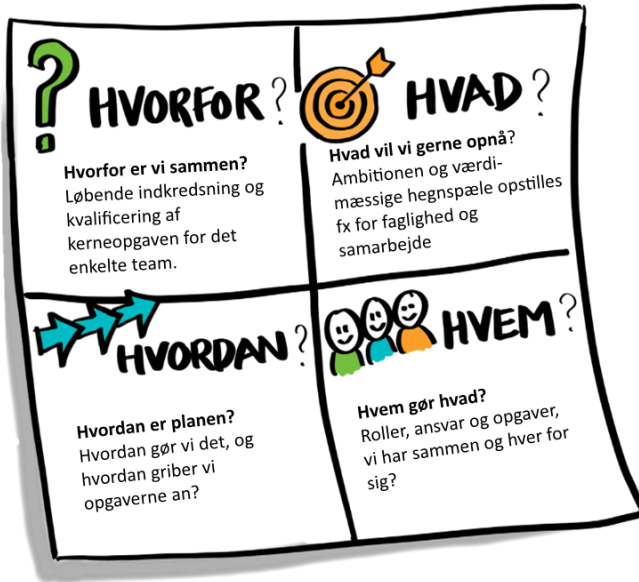 HVORFOR?
Hvorfor er vi sammen?
Løbende indkredsning og
kvalificering af
kerneopgaven for det
enkelte team.
HVAD?
Hvad vil vi gerne opnå?
Ambitionen og værdi-
mæssige hegnspæle opstilles
fx for faglighed og
samarbejde
HVORDAN?
Hvordan er planen?
Hvordan gør vi det, og
hvordan griber vi
opgaverne an?
HVEM?
Hvem gør hvad?
Roller, ansvar og opgaver,
vi har sammen og hver for
sig?